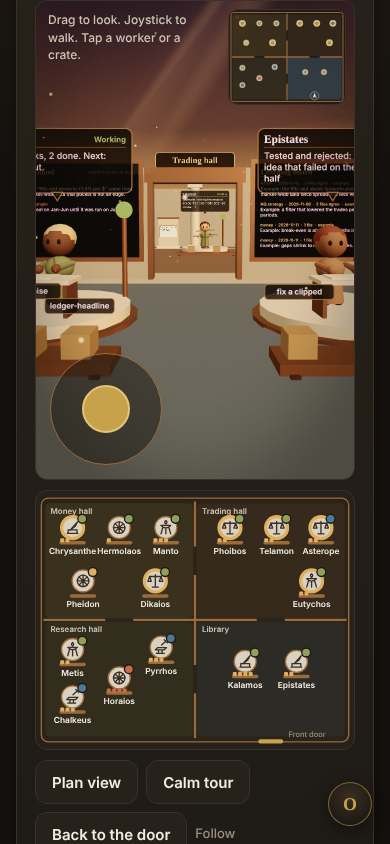 Drag to look. Joystick to
walk. Tap a worker or a
crate.
Working
ks, 2 done. Next:
ut.
Trading hall
Epistates
Tested and rejected:
idea that failed on the
half
ledger-headline
fix a clipped
Money hall
Chrysanthe
Hermolaos
Manto
Pheidon
Dikaios
Trading hall
Phoibos
Telamon
Asterope
Eutychos
Research hall
Metis
Pyrrhos
Horaios
Chalkeus
Library
Kalamos
Epistates
Front door
Plan view
Calm tour
Back to the door
Follow
O